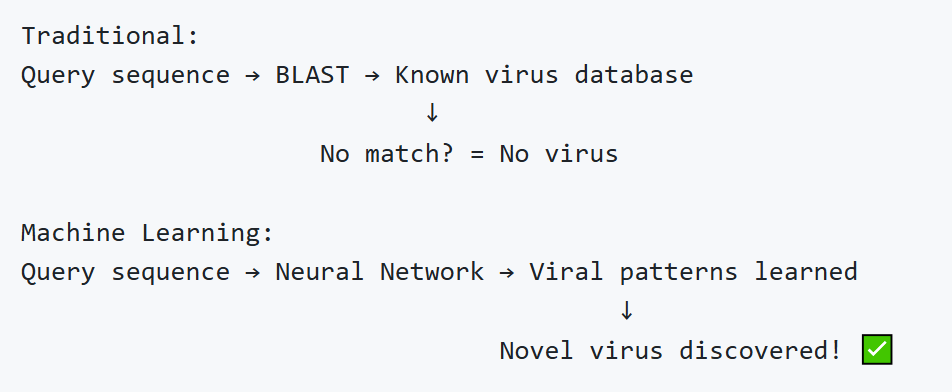 Traditional:
Query sequence → BLAST → Known virus database
↓
No match? = No virus
Machine Learning:
Query sequence → Neural Network → Viral patterns learned
↓
Novel virus discovered! ✅